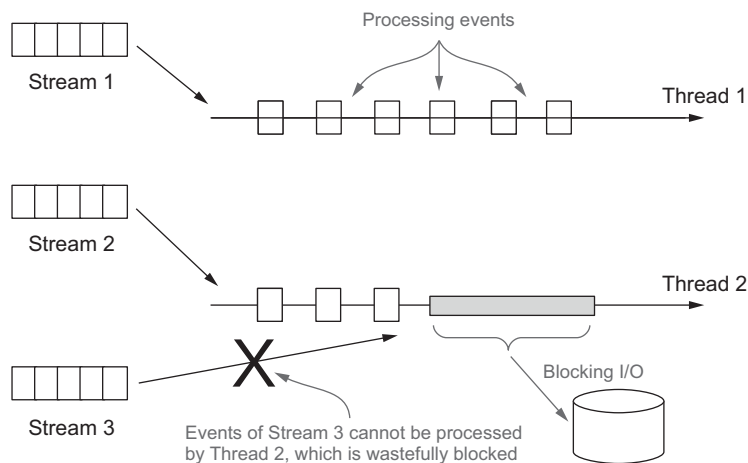 Processing events
Stream 1
Thread 1
Stream 2
Thread 2
Blocking I/O
Stream 3
Events of Stream 3 cannot be processed
by Thread 2, which is wastefully blocked